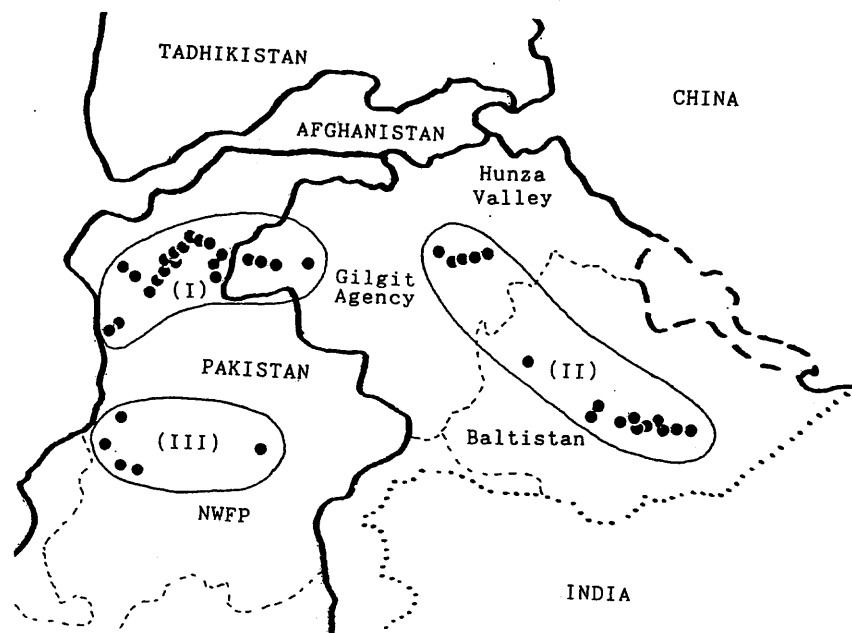 TADHIKISTAN
CHINA
AFGHANISTAN
Hunza
Valley
(I)
Gilgit
Agency
PAKISTAN
(II)
(III)
Baltistan
NWFP
INDIA